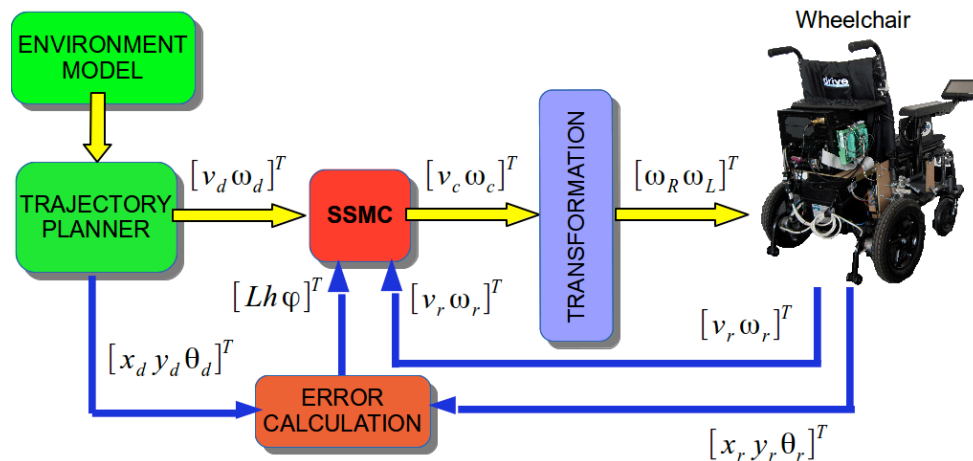 Wheelchair
ENVIRONMENT
MODEL
drive
TRAJECTORY
PLANNER
[v_d ω_d]^T
SSMC
[v_c ω_c]^T
TRANSFORMATION
[ω_R ω_L]^T
[L h φ]^T
[v_r ω_r]^T
[v_r ω_r]^T
[x_d y_d θ_d]^T
ERROR
CALCULATION
[x_r y_r θ_r]^T